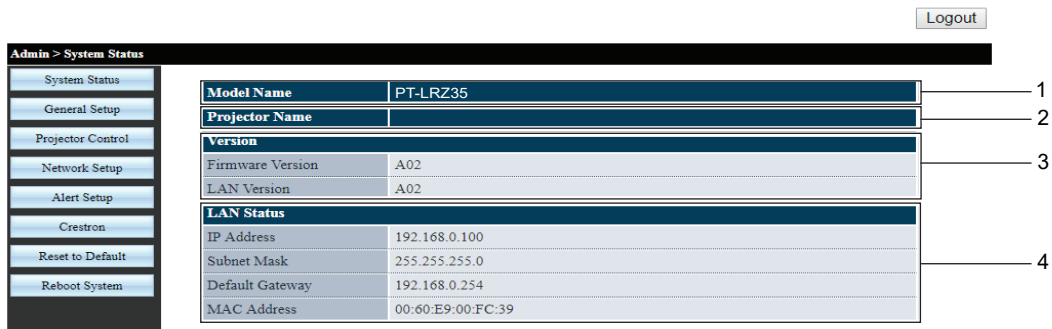 Logout
Admin > System Status
System Status
General Setup
Projector Control
Network Setup
Alert Setup
Crestron
Reset to Default
Reboot System
Model Name PT-LRZ35 1
Projector Name 2
Version
Firmware Version A02 3
LAN Version A02
LAN Status
IP Address 192.168.0.100
Subnet Mask 255.255.255.0 4
Default Gateway 192.168.0.254
MAC Address 00:60:E9:00:FC:39